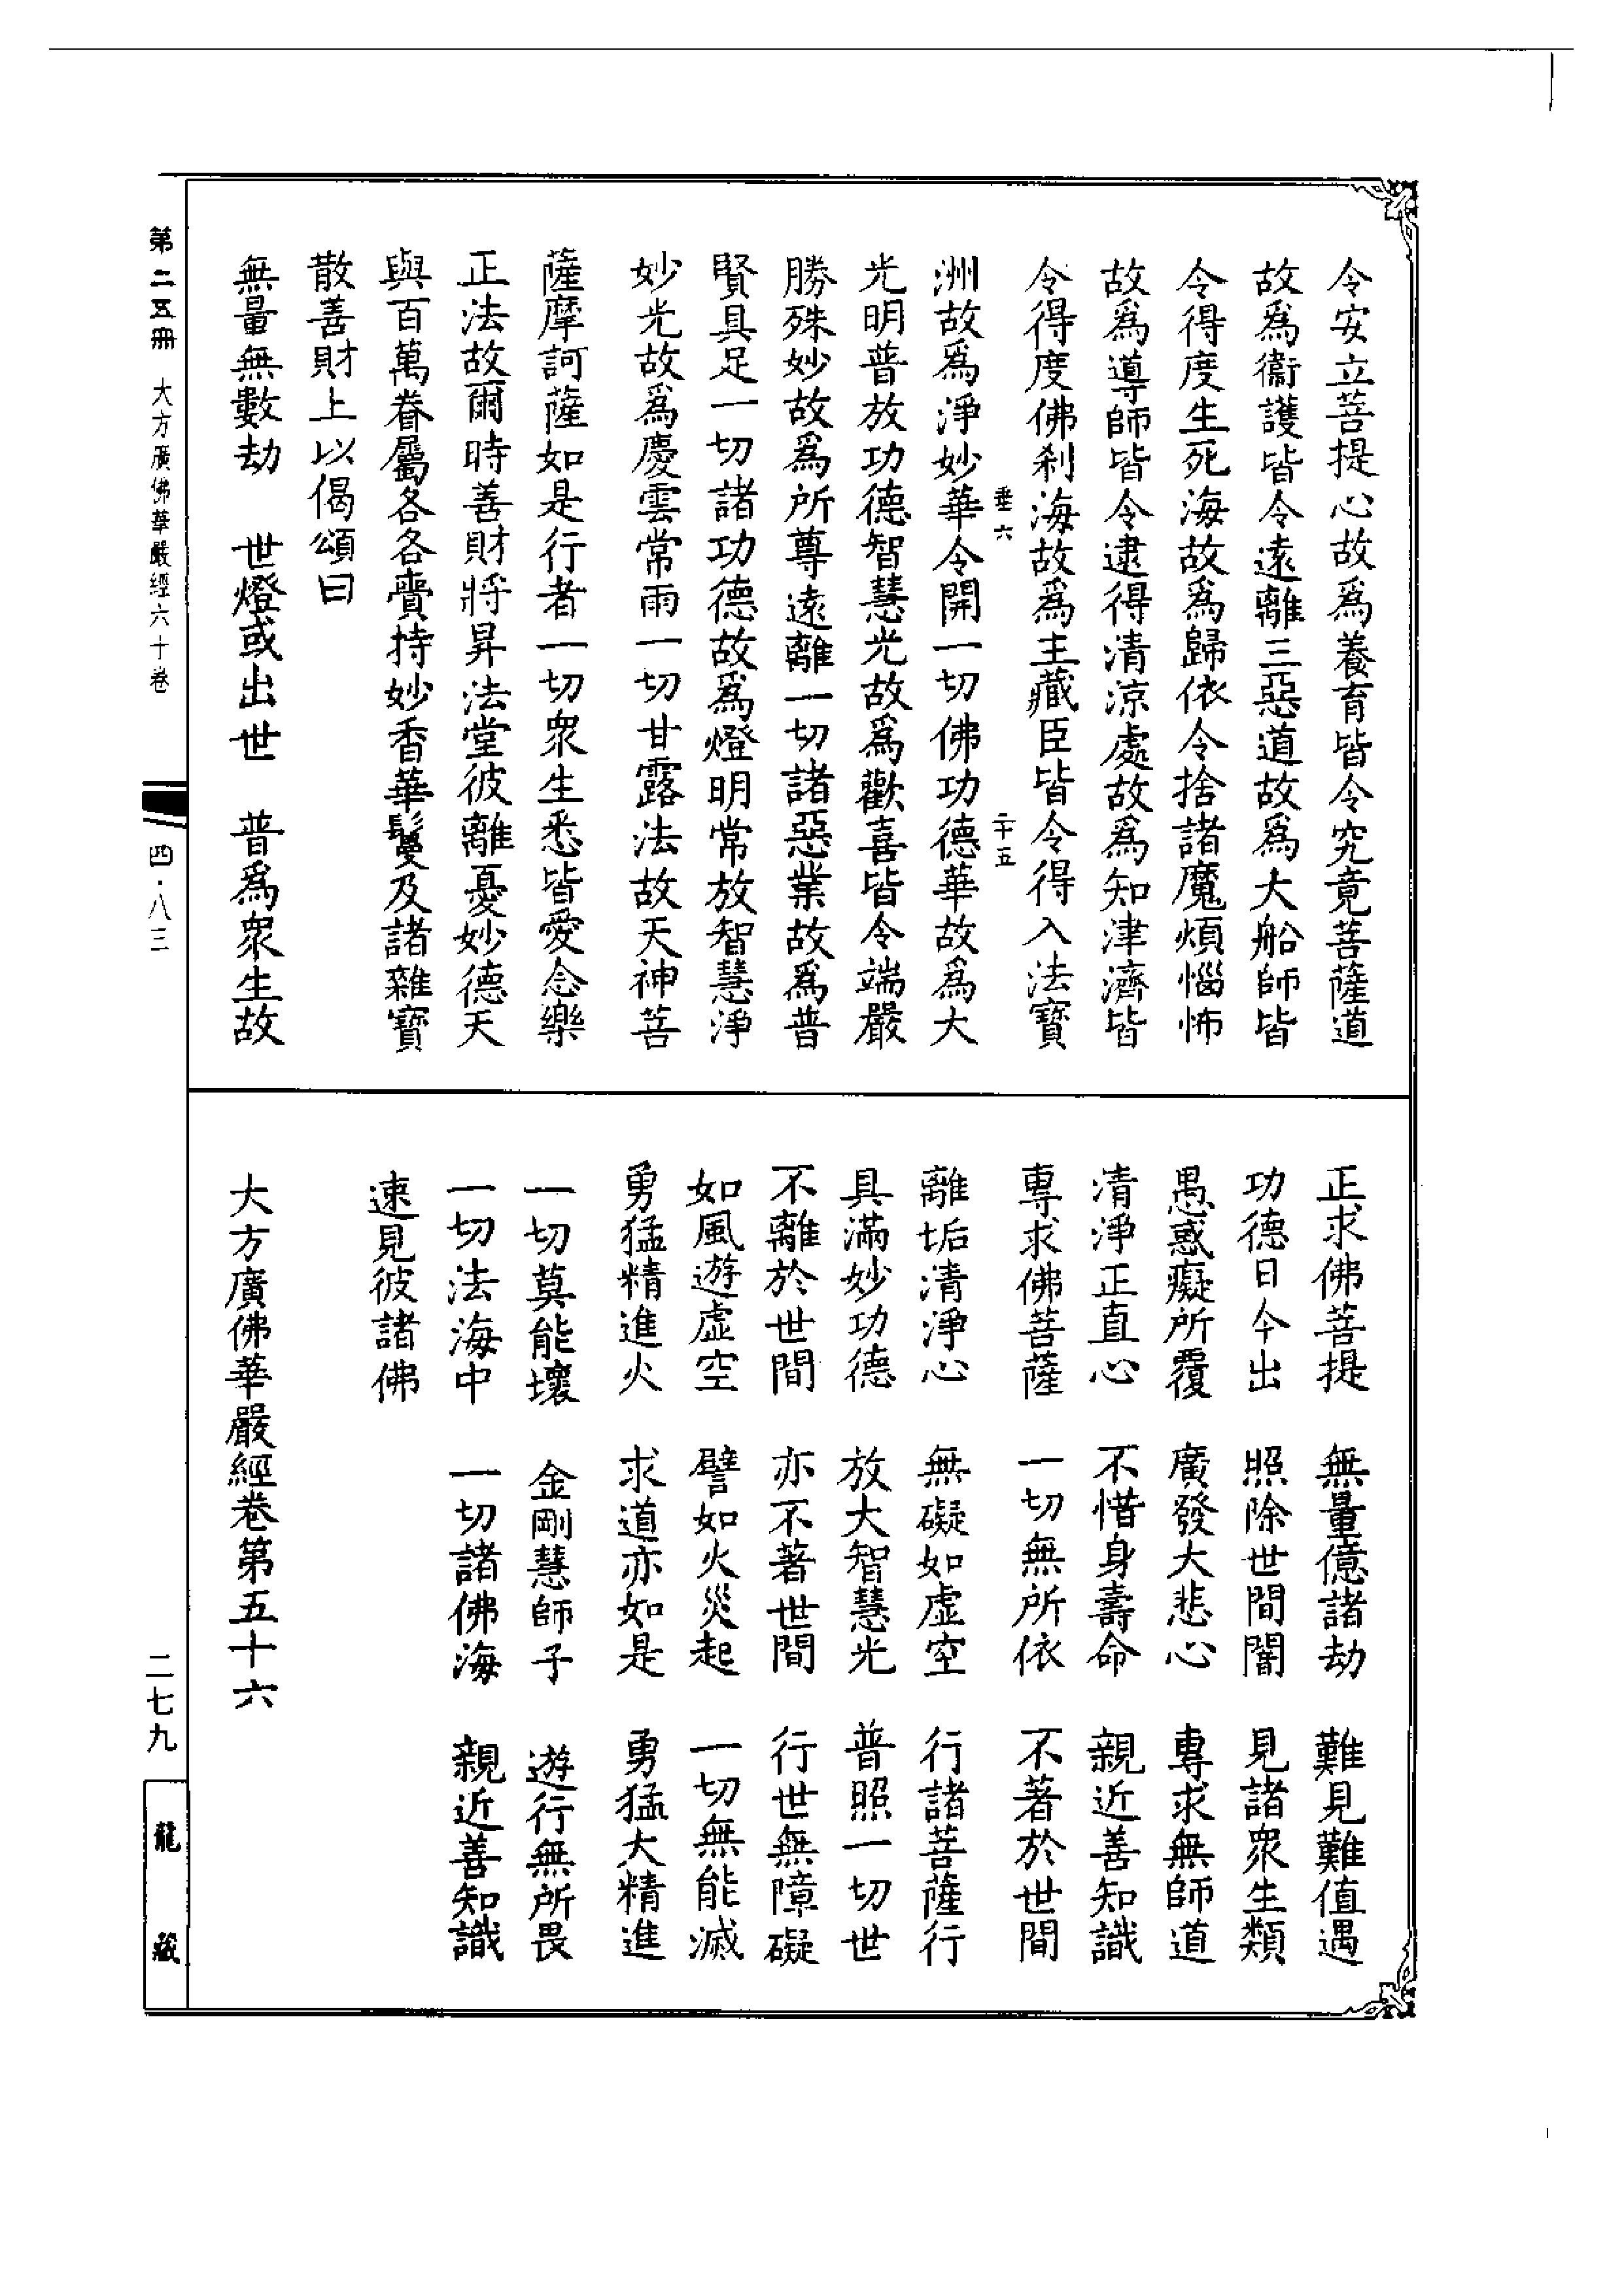 令安立菩提心故爲養育皆令究竟菩薩道
故爲衞護皆令遠離三惡道故爲大船師皆
令得度生死海故爲歸依令捨諸魔煩惱怖
故爲導師皆令逮得清涼處故爲知津濟皆
令得度佛剎海故爲主藏臣皆令得入法寶
垂六 二十五
洲故爲淨妙華令開一切佛功德華故爲大
光明普放功德智慧光故爲歡喜皆令端嚴
勝殊妙故爲所尊遠離一切諸惡業故爲普
賢具足一切諸功德故爲燈明常放智慧淨
妙光故爲慶雲常雨一切甘露法故天神菩
薩摩訶薩如是行者一切衆生悉皆愛念樂
正法故爾時善財將昇法堂彼離憂妙德天
與百萬眷屬各各賷持妙香華鬘及諸雜寶
散善財上以偈頌曰
無量無數劫 世燈或出世 普爲衆生故
正求佛菩提 無量億諸劫 難見難值遇
功德日今出 照除世間闇 見諸衆生類
愚惑癡所覆 廣發大悲心 專求無師道
清淨正直心 不惜身壽命 親近善知識
專求佛菩薩 一切無所依 不著於世間
離垢清淨心 無礙如虛空 行諸菩薩行
具滿妙功德 放大智慧光 普照一切世
不離於世間 亦不著世間 行世無障礙
如風遊虛空 譬如火災起 一切無能滅
勇猛精進火 求道亦如是 勇猛大精進
一切莫能壞 金剛慧師子 遊行無所畏
一切法海中 一切諸佛海 親近善知識
速見彼諸佛
大方廣佛華嚴經卷第五十六
第二五冊 大方廣佛華嚴經六十卷
四·八三
二七九
龍藏